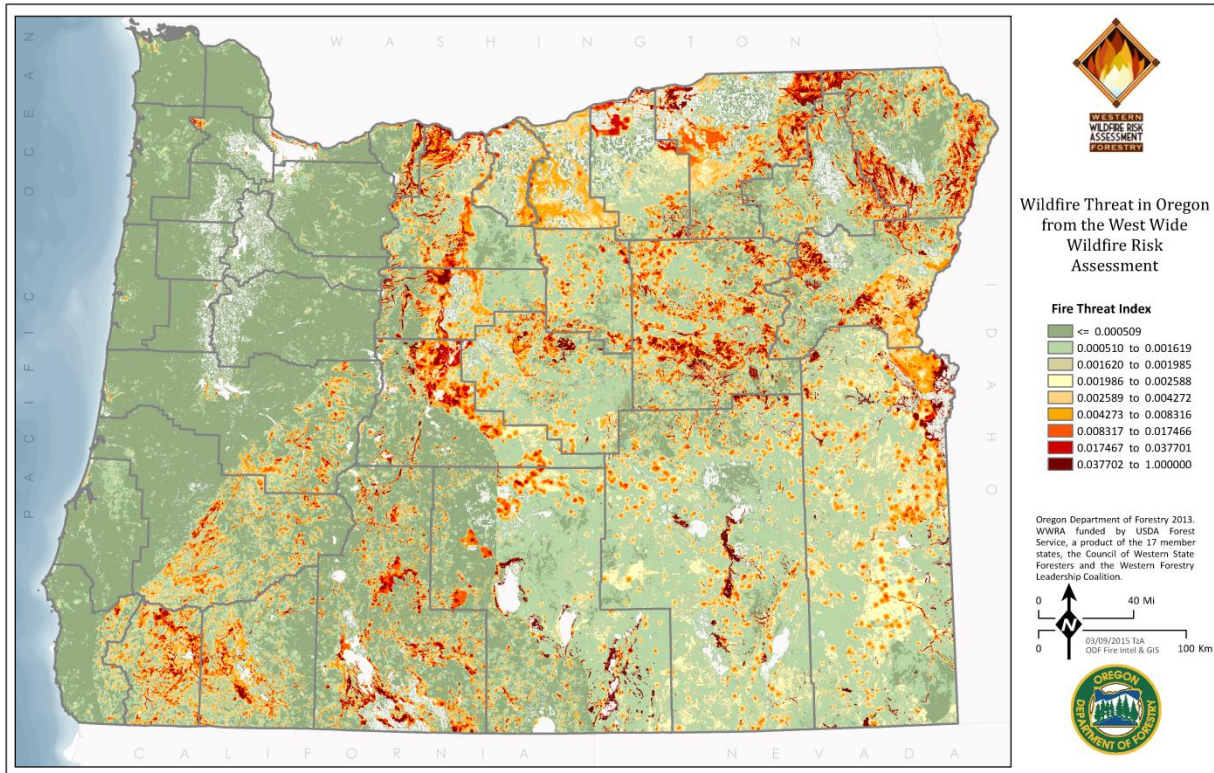 W A S H I N G T O N
P A C I F I C O C E A N
I D A H O
C A L I F O R N I A
N E V A D A
WESTERN
WILDFIRE RISK
ASSESSMENT
FORESTRY
Wildfire Threat in Oregon
from the West Wide
Wildfire Risk
Assessment
Fire Threat Index
<= 0.000509
0.000510 to 0.001619
0.001620 to 0.001985
0.001986 to 0.002588
0.002589 to 0.004272
0.004273 to 0.008316
0.008317 to 0.017466
0.017467 to 0.037701
0.037702 to 1.000000
Oregon Department of Forestry 2013.
WWRA funded by USDA Forest
Service, a product of the 17 member
states, the Council of Western State
Foresters and the Western Forestry
Leadership Coalition.
0 40 Mi
N
03/09/2015 TzA
0 ODF Fire Intel & GIS 100 Km
OREGON
DEPARTMENT OF FORESTRY